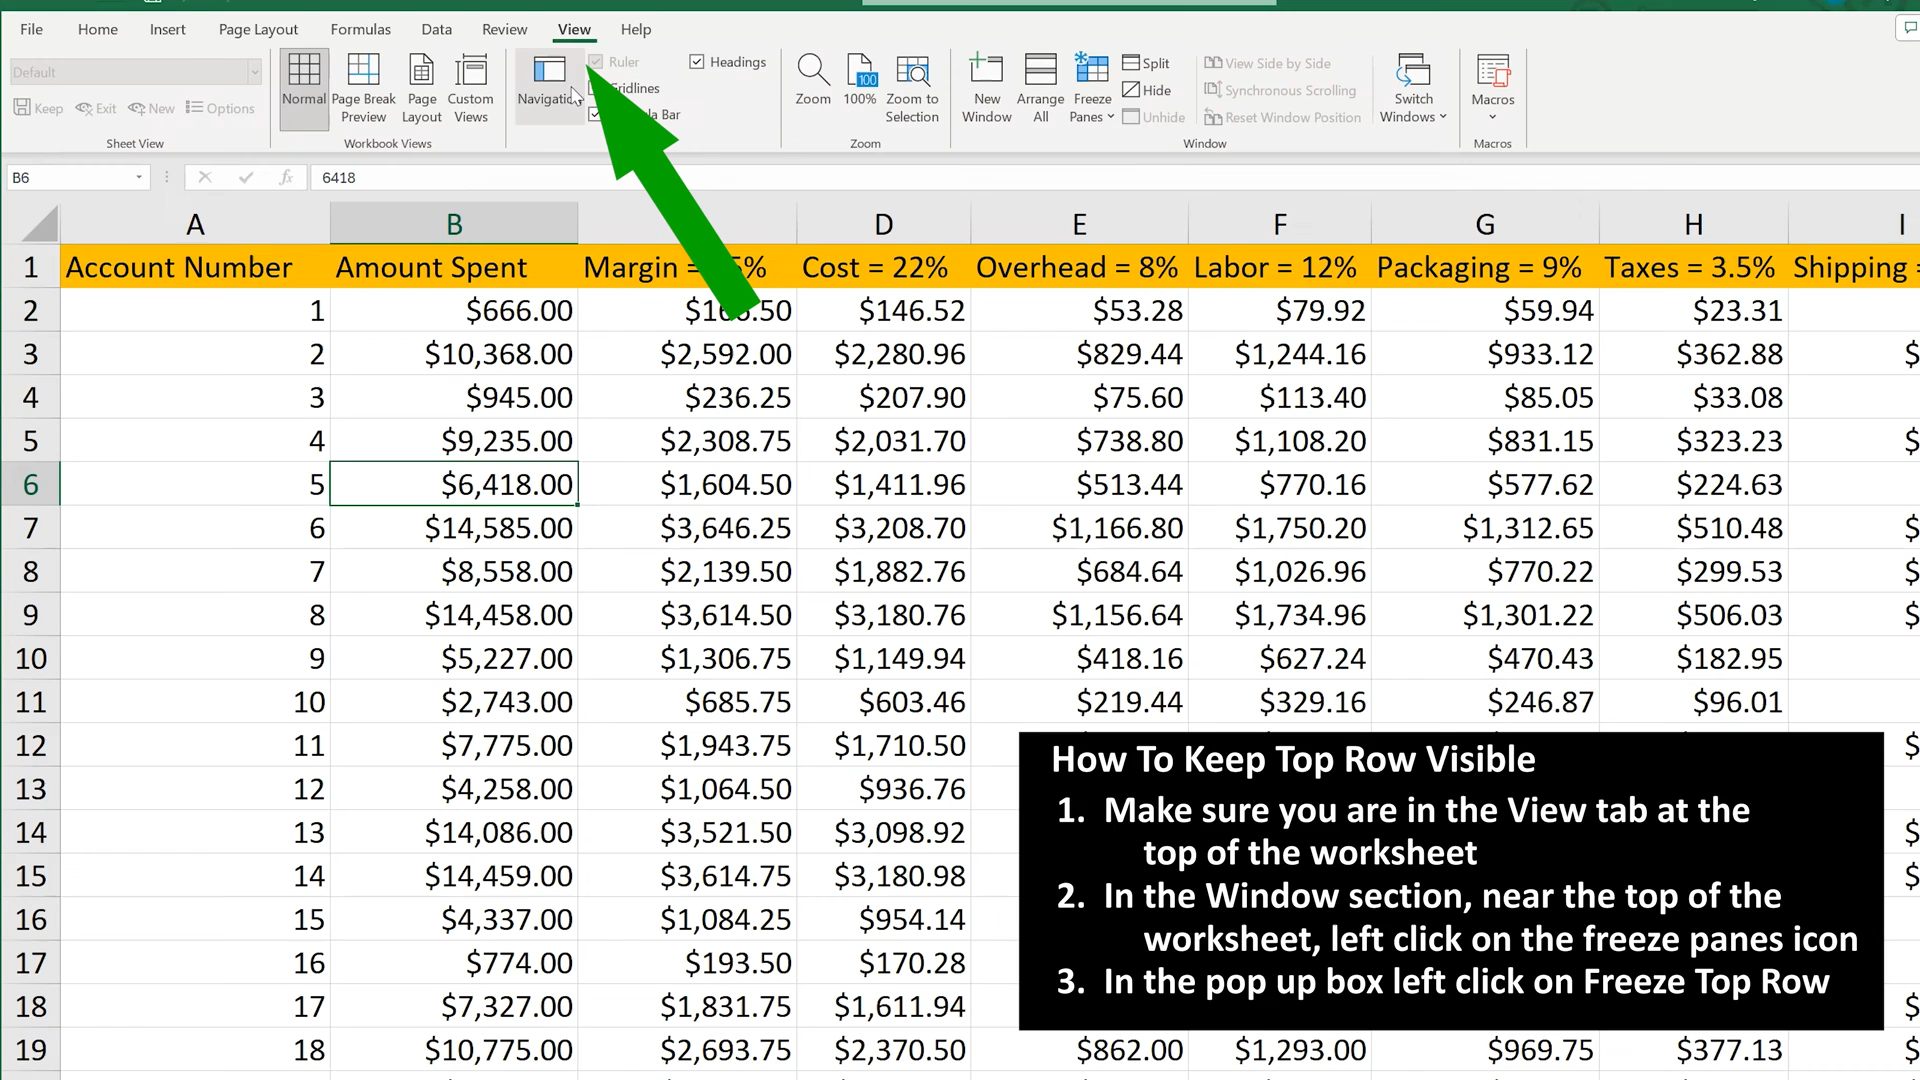 File Home Insert Page Layout Formulas Data Review View Help
Default
Keep Exit New Options
Sheet View
Normal Page Break Preview Page Layout Custom Views
Workbook Views
Navigation
Ruler
Gridlines
Bar
Headings
Zoom 100% Zoom to Selection
100
Zoom
New Window Arrange All Freeze Panes
Split
Hide
Unhide
View Side by Side
Synchronous Scrolling
Reset Window Position
Switch Windows
Window
Macros
Macros
B6 fx 6418
A B D E F G H I
1 Account Number Amount Spent Margin = Cost = 22% Overhead = 8% Labor = 12% Packaging = 9% Taxes = 3.5% Shipping =
2 1 $666.00 $146.52 $53.28 $79.92 $59.94 $23.31
3 2 $10,368.00 $2,592.00 $2,280.96 $829.44 $1,244.16 $933.12 $362.88 $
4 3 $945.00 $236.25 $207.90 $75.60 $113.40 $85.05 $33.08
5 4 $9,235.00 $2,308.75 $2,031.70 $738.80 $1,108.20 $831.15 $323.23 $
6 5 $6,418.00 $1,604.50 $1,411.96 $513.44 $770.16 $577.62 $224.63
7 6 $14,585.00 $3,646.25 $3,208.70 $1,166.80 $1,750.20 $1,312.65 $510.48 $
8 7 $8,558.00 $2,139.50 $1,882.76 $684.64 $1,026.96 $770.22 $299.53 $
9 8 $14,458.00 $3,614.50 $3,180.76 $1,156.64 $1,734.96 $1,301.22 $506.03 $
10 9 $5,227.00 $1,306.75 $1,149.94 $418.16 $627.24 $470.43 $182.95
11 10 $2,743.00 $685.75 $603.46 $219.44 $329.16 $246.87 $96.01
12 11 $7,775.00 $1,943.75 $1,710.50 $
13 12 $4,258.00 $1,064.50 $936.76
14 13 $14,086.00 $3,521.50 $3,098.92 $
15 14 $14,459.00 $3,614.75 $3,180.98 $
16 15 $4,337.00 $1,084.25 $954.14
17 16 $774.00 $193.50 $170.28
18 17 $7,327.00 $1,831.75 $1,611.94 $
19 18 $10,775.00 $2,693.75 $2,370.50 $862.00 $1,293.00 $969.75 $377.13 $
How To Keep Top Row Visible
1. Make sure you are in the View tab at the
top of the worksheet
2. In the Window section, near the top of the
worksheet, left click on the freeze panes icon
3. In the pop up box left click on Freeze Top Row